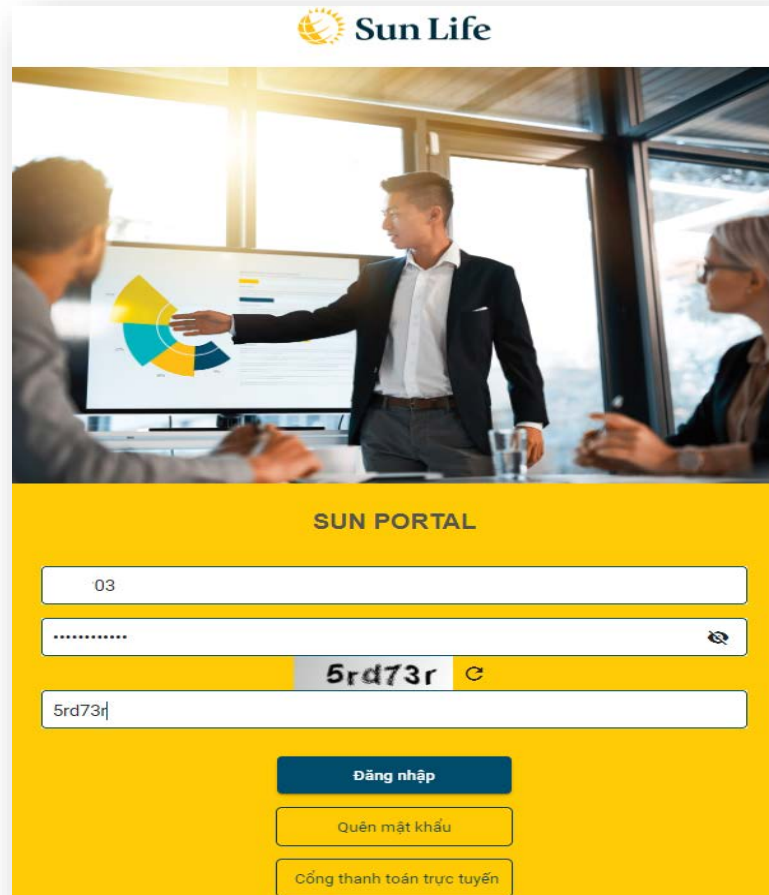 Sun Life
SUN PORTAL
03
••••••••••••
5rd73r
5rd73r
Đăng nhập
Quên mật khẩu
Cổng thanh toán trực tuyến